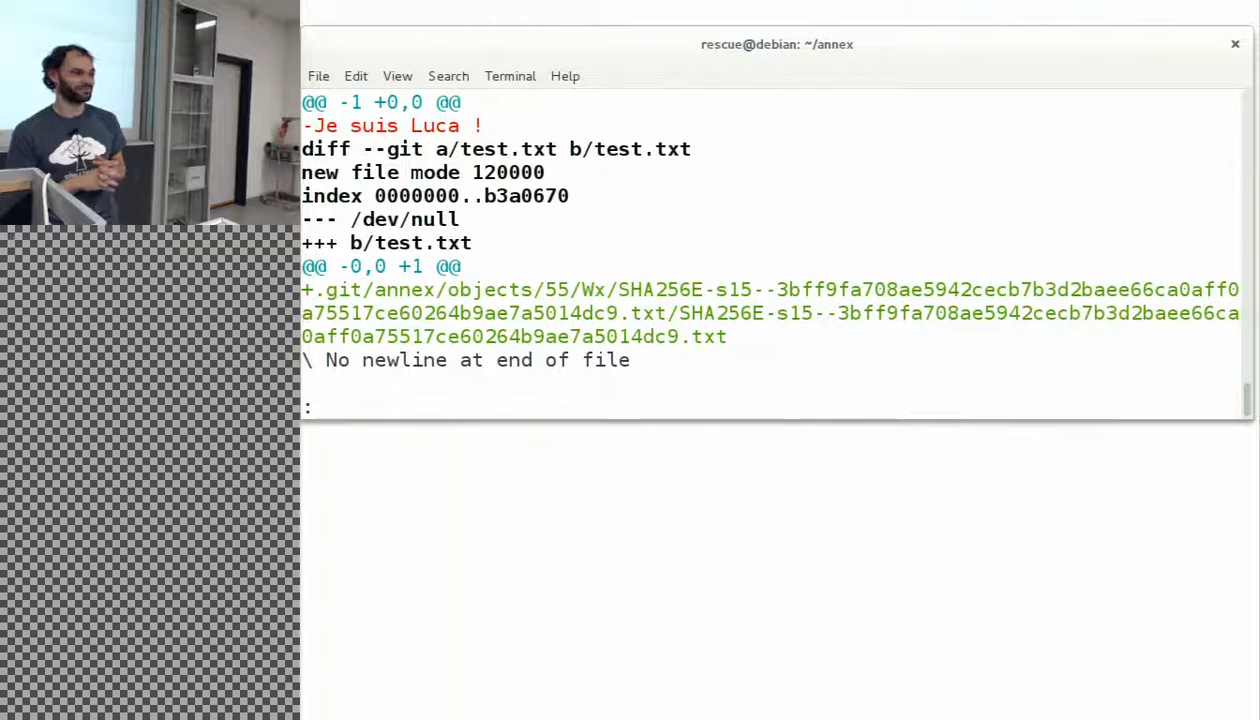 rescue@debian: ~/annex
File Edit View Search Terminal Help
@@ -1 +0,0 @@
-Je suis Luca !
diff --git a/test.txt b/test.txt
new file mode 120000
index 0000000..b3a0670
--- /dev/null
+++ b/test.txt
@@ -0,0 +1 @@
+.git/annex/objects/55/Wx/SHA256E-s15--3bff9fa708ae5942cecb7b3d2baee66ca0aff0
a75517ce60264b9ae7a5014dc9.txt/SHA256E-s15--3bff9fa708ae5942cecb7b3d2baee66ca
0aff0a75517ce60264b9ae7a5014dc9.txt
\ No newline at end of file
: